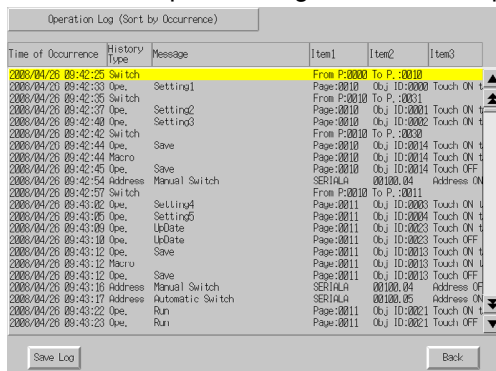 Operation Log (Sort by Occurrence)
Time of Occurrence History Type Message Item1 Item2 Item3
2008/04/26 09:42:25 Switch From P:0000 To P.:0010
2008/04/26 09:42:33 Ope. Setting1 Page:0010 Obj ID:0000 Touch ON t
2008/04/26 09:42:35 Switch From P:0010 To P.:0031
2008/04/26 09:42:37 Ope. Setting2 Page:0010 Obj ID:0001 Touch ON t
2008/04/26 09:42:40 Ope. Setting3 Page:0010 Obj ID:0002 Touch ON t
2008/04/26 09:42:42 Switch From P:0010 To P.:0030
2008/04/26 09:42:44 Ope. Save Page:0010 Obj ID:0014 Touch ON t
2008/04/26 09:42:44 Macro Page:0010 Obj ID:0014 Touch ON t
2008/04/26 09:42:45 Ope. Save Page:0010 Obj ID:0014 Touch OFF
2008/04/26 09:42:54 Address Manual Switch SERIALA 00100.04 Address ON
2008/04/26 09:42:57 Switch From P:0010 To P.:0011
2008/04/26 09:43:02 Ope. Setting4 Page:0011 Obj ID:0003 Touch ON t
2008/04/26 09:43:05 Ope. Setting5 Page:0011 Obj ID:0004 Touch ON t
2008/04/26 09:43:09 Ope. UpDate Page:0011 Obj ID:0023 Touch ON t
2008/04/26 09:43:10 Ope. UpDate Page:0011 Obj ID:0023 Touch OFF
2008/04/26 09:43:12 Ope. Save Page:0011 Obj ID:0013 Touch ON t
2008/04/26 09:43:12 Macro Page:0011 Obj ID:0013 Touch ON t
2008/04/26 09:43:12 Ope. Save Page:0011 Obj ID:0013 Touch OFF
2008/04/26 09:43:16 Address Manual Switch SERIALA 00100.04 Address OF
2008/04/26 09:43:17 Address Automatic Switch SERIALA 00100.05 Address ON
2008/04/26 09:43:22 Ope. Run Page:0011 Obj ID:0021 Touch ON t
2008/04/26 09:43:23 Ope. Run Page:0011 Obj ID:0021 Touch OFF
Save Log Back